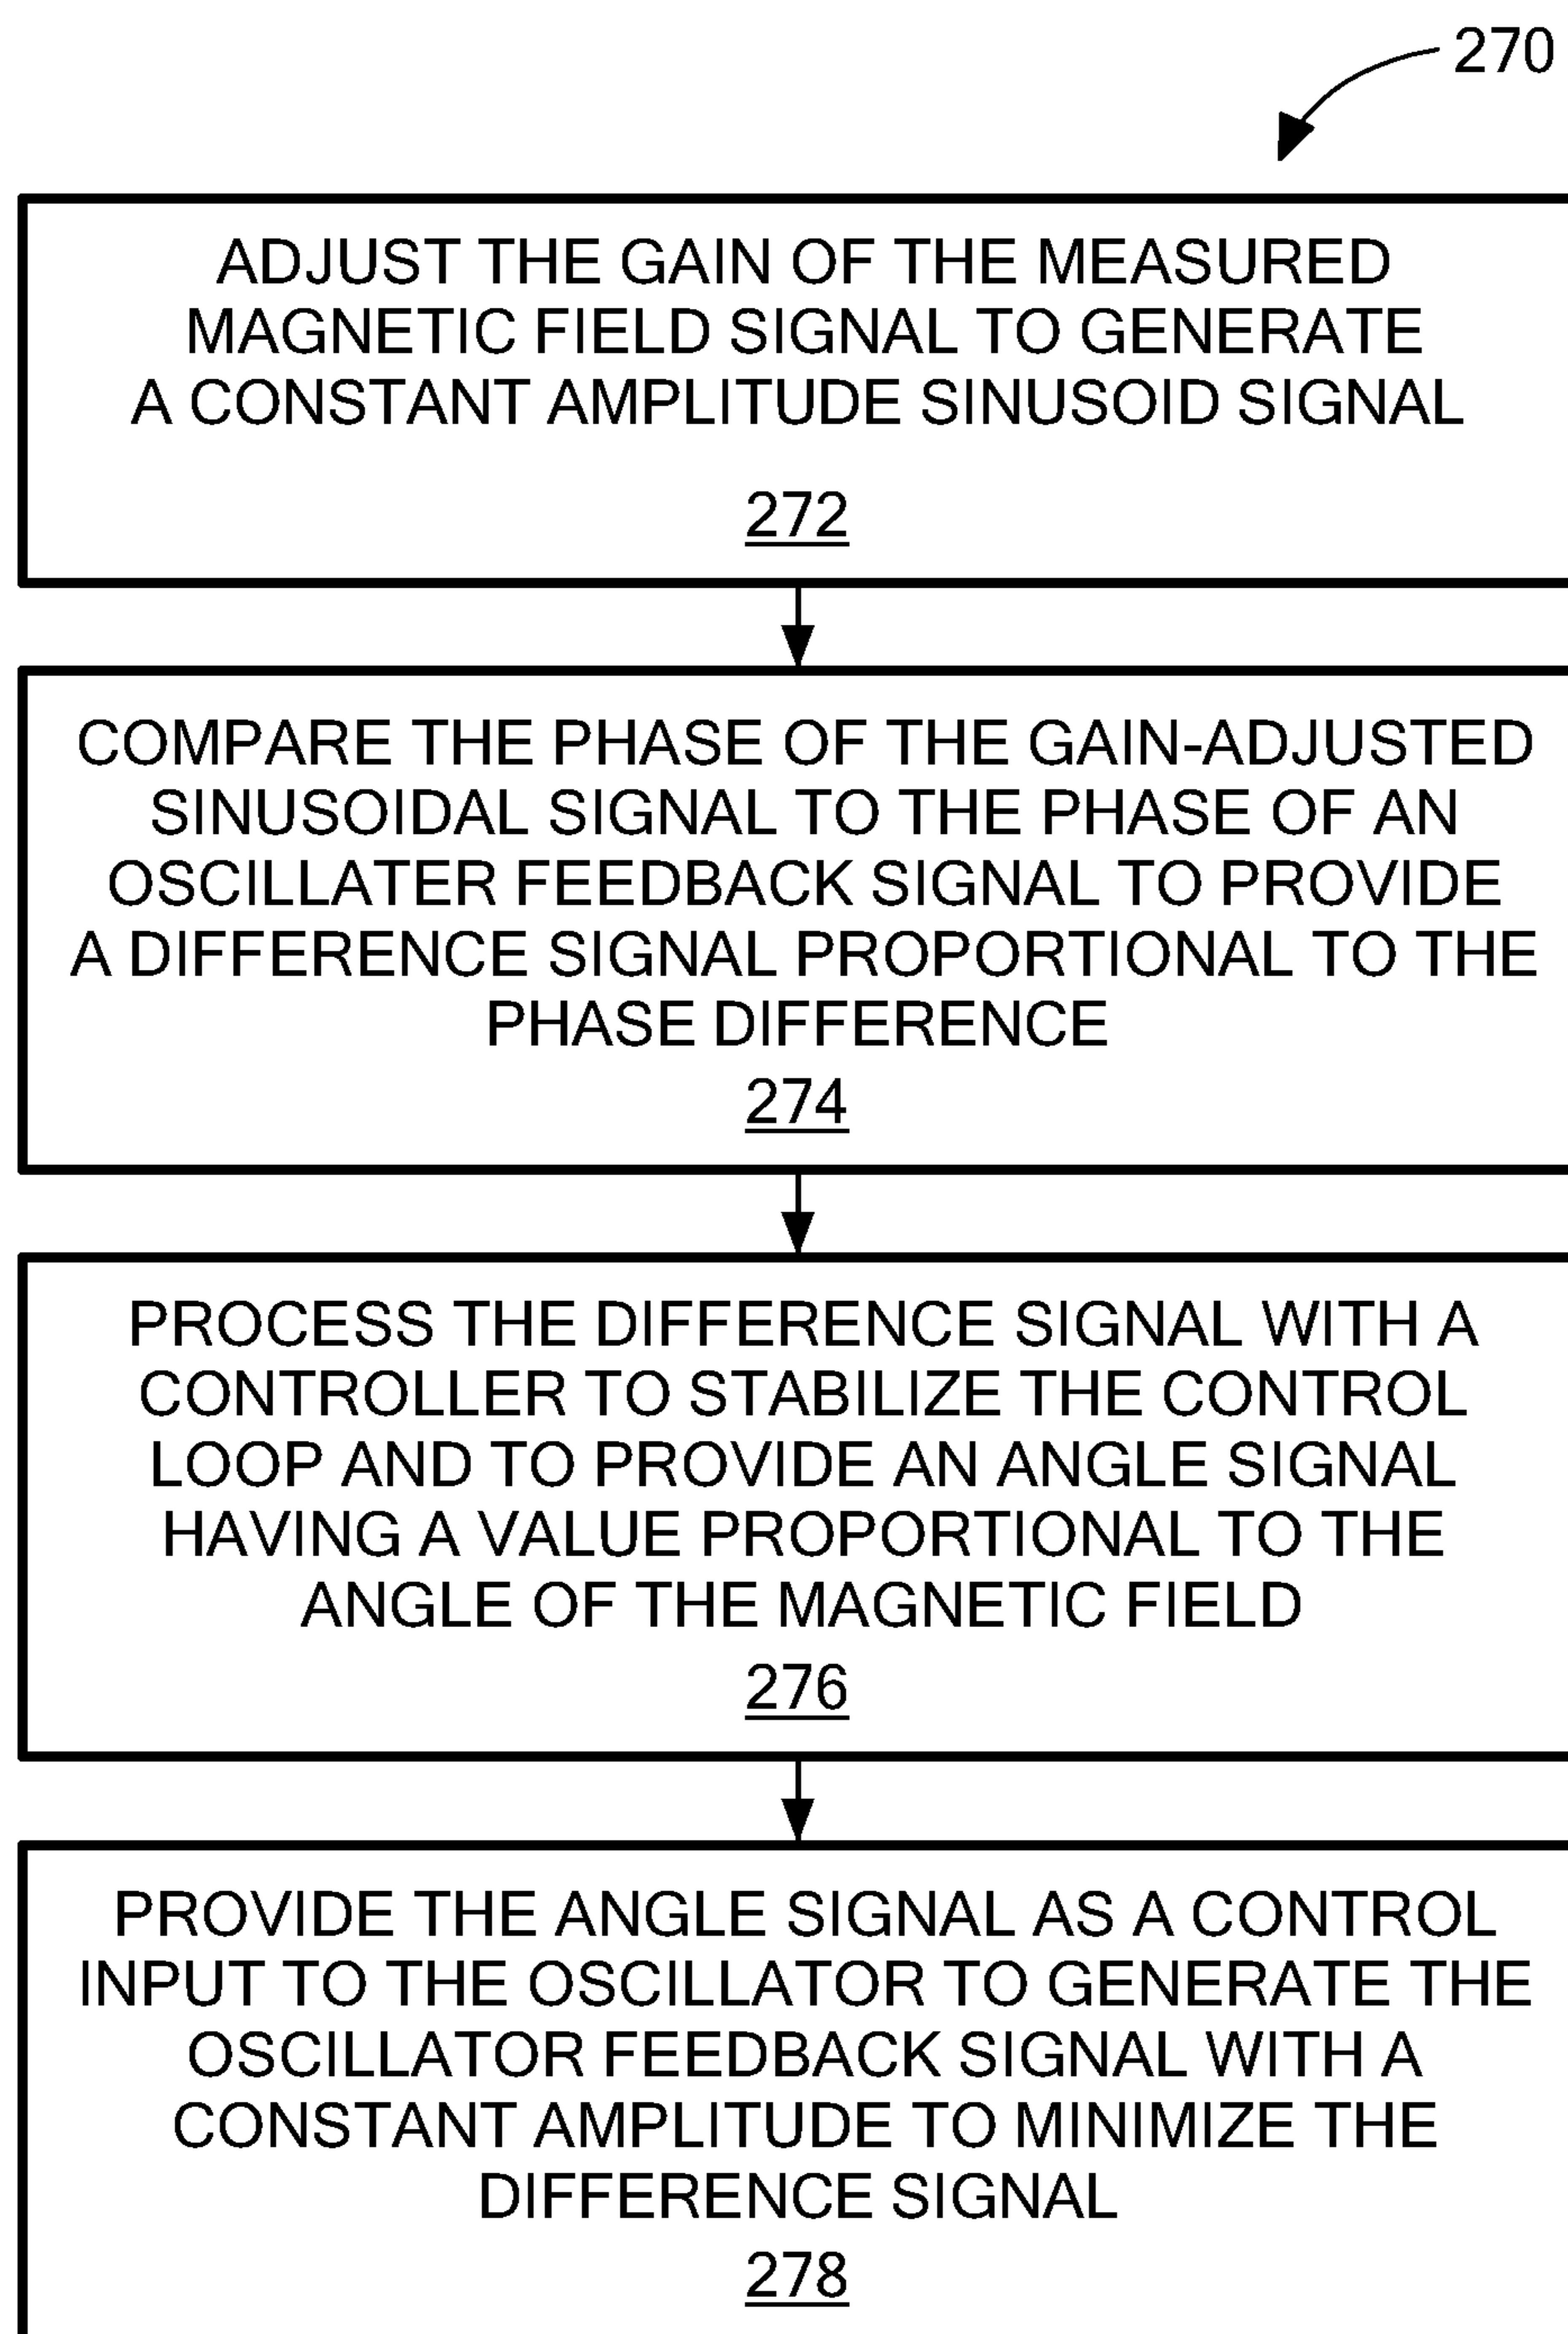 270
ADJUST THE GAIN OF THE MEASURED
MAGNETIC FIELD SIGNAL TO GENERATE
A CONSTANT AMPLITUDE SINUSOID SIGNAL
272
COMPARE THE PHASE OF THE GAIN-ADJUSTED
SINUSOIDAL SIGNAL TO THE PHASE OF AN
OSCILLATER FEEDBACK SIGNAL TO PROVIDE
A DIFFERENCE SIGNAL PROPORTIONAL TO THE
PHASE DIFFERENCE
274
PROCESS THE DIFFERENCE SIGNAL WITH A
CONTROLLER TO STABILIZE THE CONTROL
LOOP AND TO PROVIDE AN ANGLE SIGNAL
HAVING A VALUE PROPORTIONAL TO THE
ANGLE OF THE MAGNETIC FIELD
276
PROVIDE THE ANGLE SIGNAL AS A CONTROL
INPUT TO THE OSCILLATOR TO GENERATE THE
OSCILLATOR FEEDBACK SIGNAL WITH A
CONSTANT AMPLITUDE TO MINIMIZE THE
DIFFERENCE SIGNAL
278